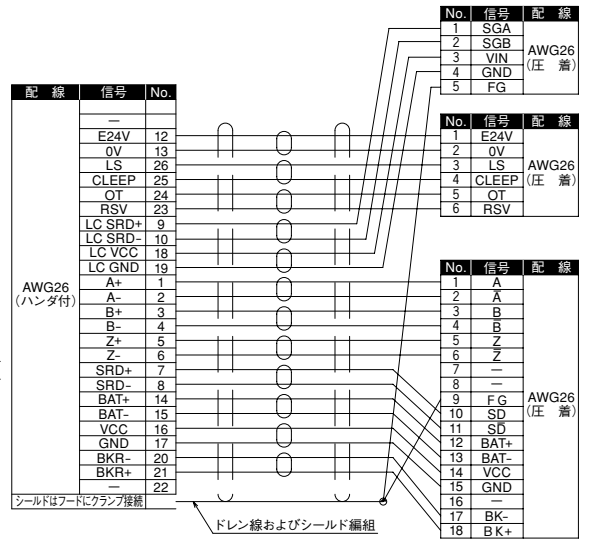 No. 信号 配 線
1 SGA
2 SGB
3 VIN
4 GND
5 FG
AWG26
(圧 着)
配 線 信号 No.
—
E24V 12
0V 13
LS 26
CLEEP 25
OT 24
RSV 23
LC SRD+ 9
LC SRD- 10
LC VCC 18
LC GND 19
A+ 1
A- 2
B+ 3
B- 4
Z+ 5
Z- 6
SRD+ 7
SRD- 8
BAT+ 14
BAT- 15
VCC 16
GND 17
BKR- 20
BKR+ 21
— 22
AWG26
(ハンダ付)
シールドはフードにクランプ接続
No. 信号 配 線
1 E24V
2 0V
3 LS
4 CLEEP
5 OT
6 RSV
AWG26
(圧 着)
No. 信号 配 線
1 A
2 A̅
3 B
4 B̅
5 Z
6 Z̅
7 —
8 —
9 FG
10 SD
11 S̅D̅
12 BAT+
13 BAT-
14 VCC
15 GND
16 —
17 BK-
18 BK+
AWG26
(圧 着)
ドレン線およびシールド編組